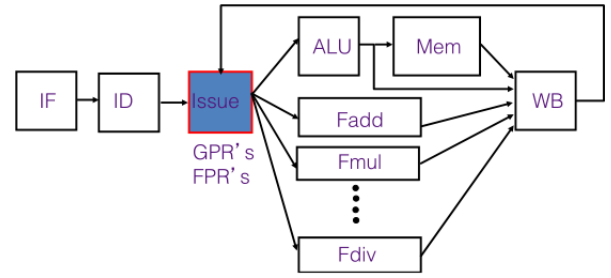 IF
ID
Issue
GPR's
FPR's
ALU
Mem
Fadd
Fmul
Fdiv
WB